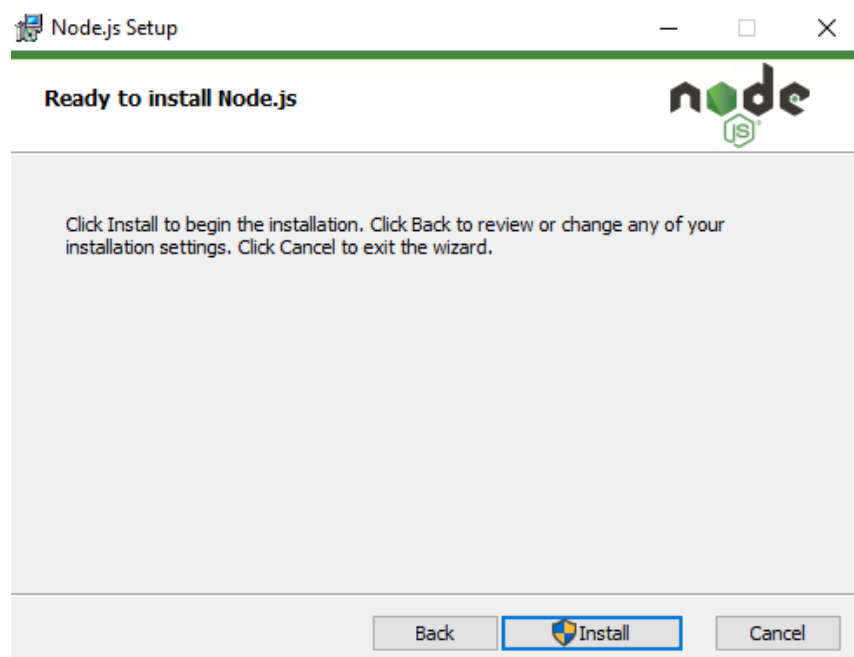 Node.js Setup
Ready to install Node.js
node
JS
Click Install to begin the installation. Click Back to review or change any of your
installation settings. Click Cancel to exit the wizard.
Back
Install
Cancel